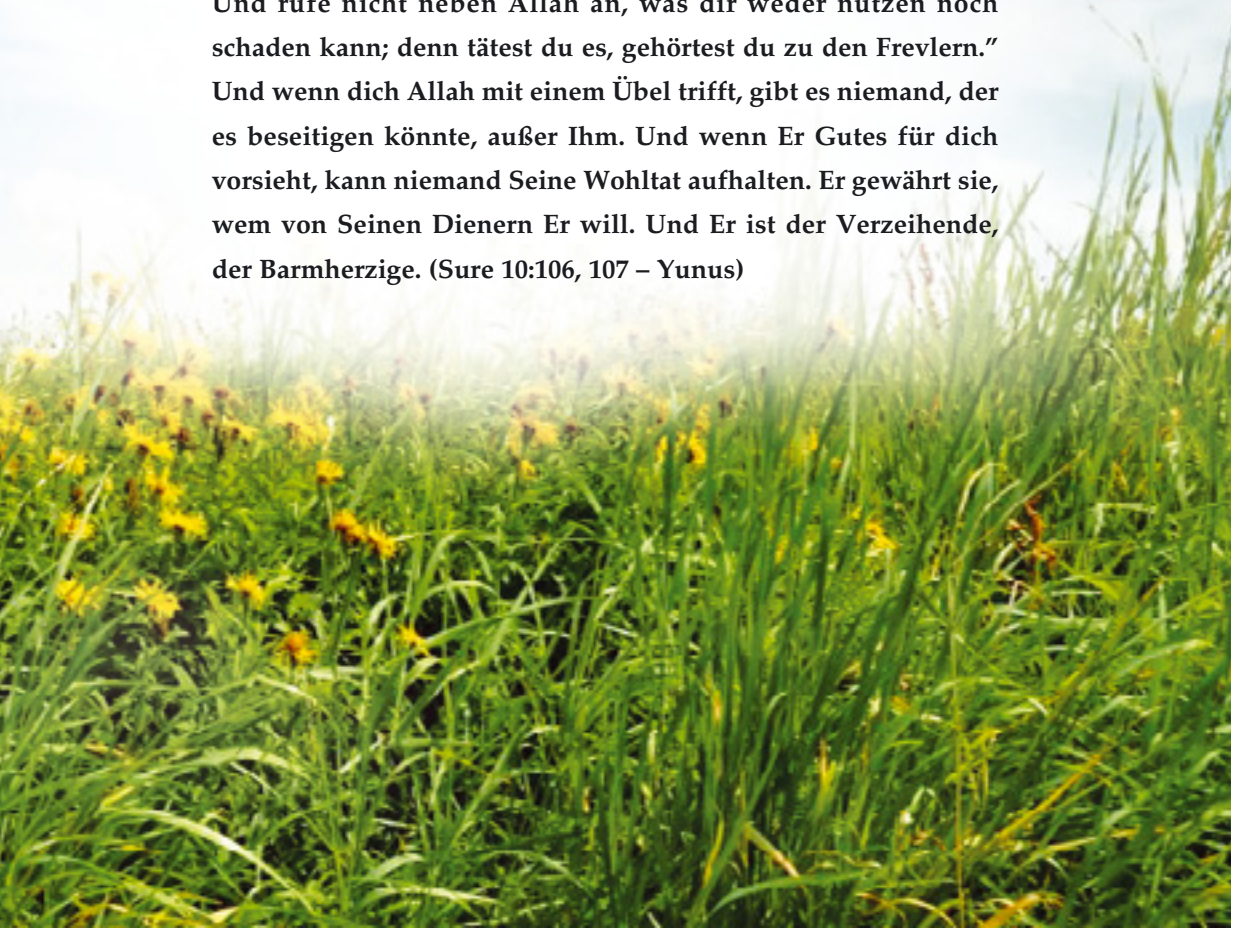 Und rufe nicht neben Allah an, was dir weder nutzen noch
schaden kann; denn tätest du es, gehörtest du zu den Frevlern.”
Und wenn dich Allah mit einem Übel trifft, gibt es niemand, der
es beseitigen könnte, außer Ihm. Und wenn Er Gutes für dich
vorsieht, kann niemand Seine Wohltat aufhalten. Er gewährt sie,
wem von Seinen Dienern Er will. Und Er ist der Verzeihende,
der Barmherzige. (Sure 10:106, 107 – Yunus)